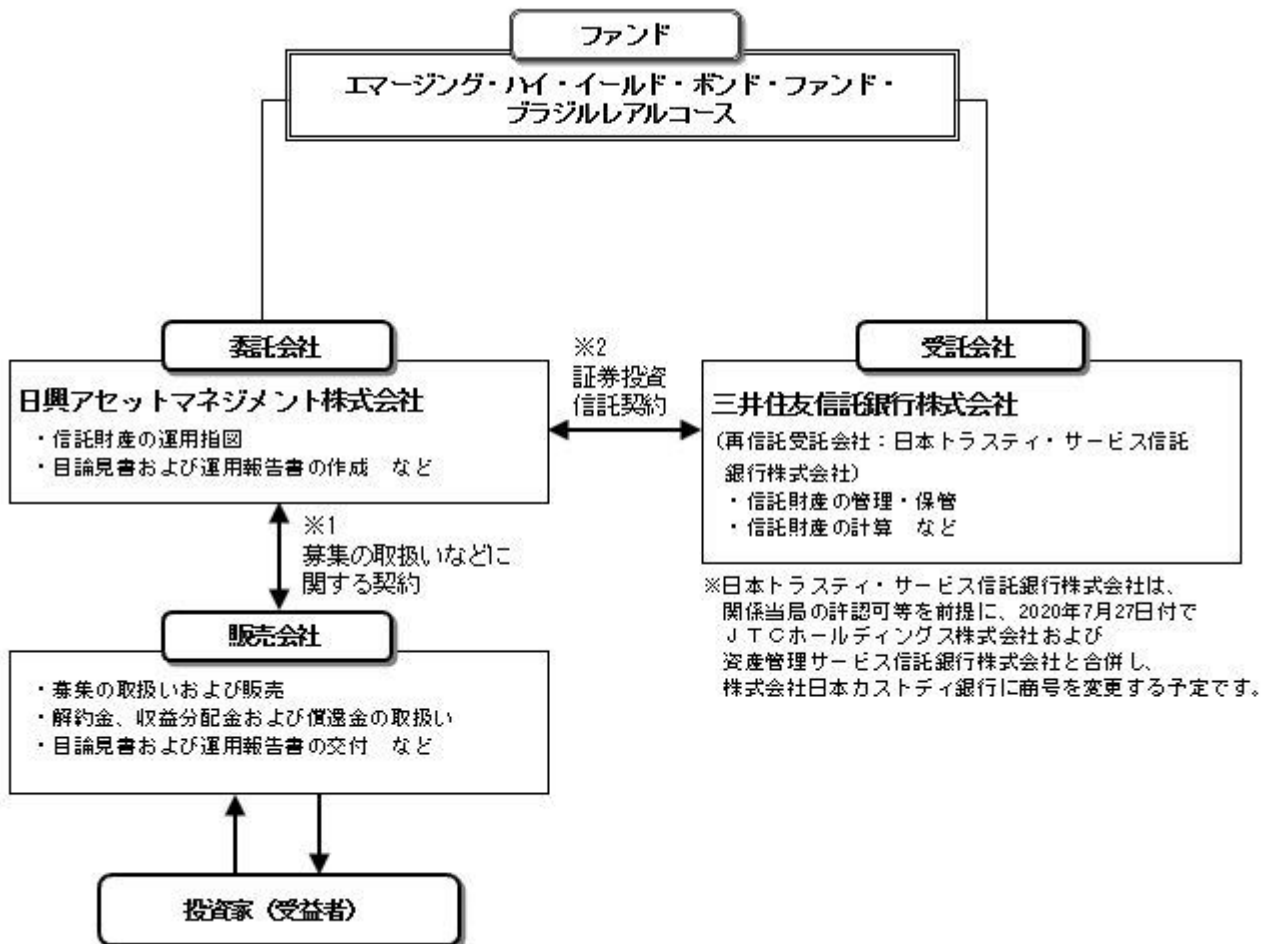 ファンド
エマージング・ハイ・イールド・ボンド・ファンド・
ブラジルレアルコース
委託会社
日興アセットマネジメント株式会社
・信託財産の運用指図
・目論見書および運用報告書の作成　など
※2
証券投資
信託契約
受託会社
三井住友信託銀行株式会社
(再信託受託会社：日本トラスティ・サービス信託
銀行株式会社)
・信託財産の管理・保管
・信託財産の計算　など
※日本トラスティ・サービス信託銀行株式会社は、
関係当局の許認可等を前提に、2020年7月27日付で
ＪＴＣホールディングス株式会社および
資産管理サービス信託銀行株式会社と合併し、
株式会社日本カストディ銀行に商号を変更する予定です。
※1
募集の取扱いなどに
関する契約
販売会社
・募集の取扱いおよび販売
・解約金、収益分配金および償還金の取扱い
・目論見書および運用報告書の交付　など
投資家（受益者）